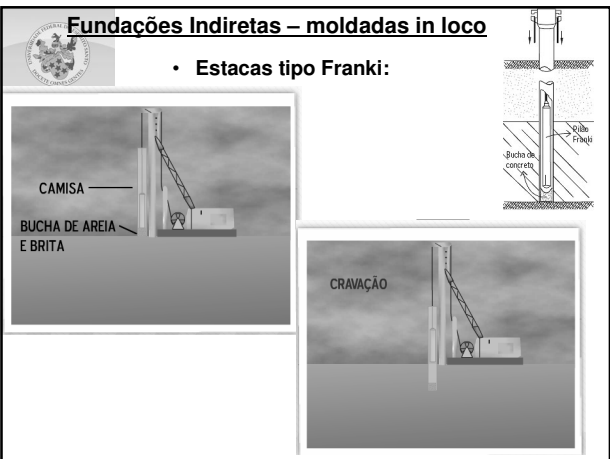 Fundações Indiretas – moldadas in loco
• Estacas tipo Franki:
Pilão
Franki
Bucha de
concreto
CAMISA
BUCHA DE AREIA
E BRITA
CRAVAÇÃO